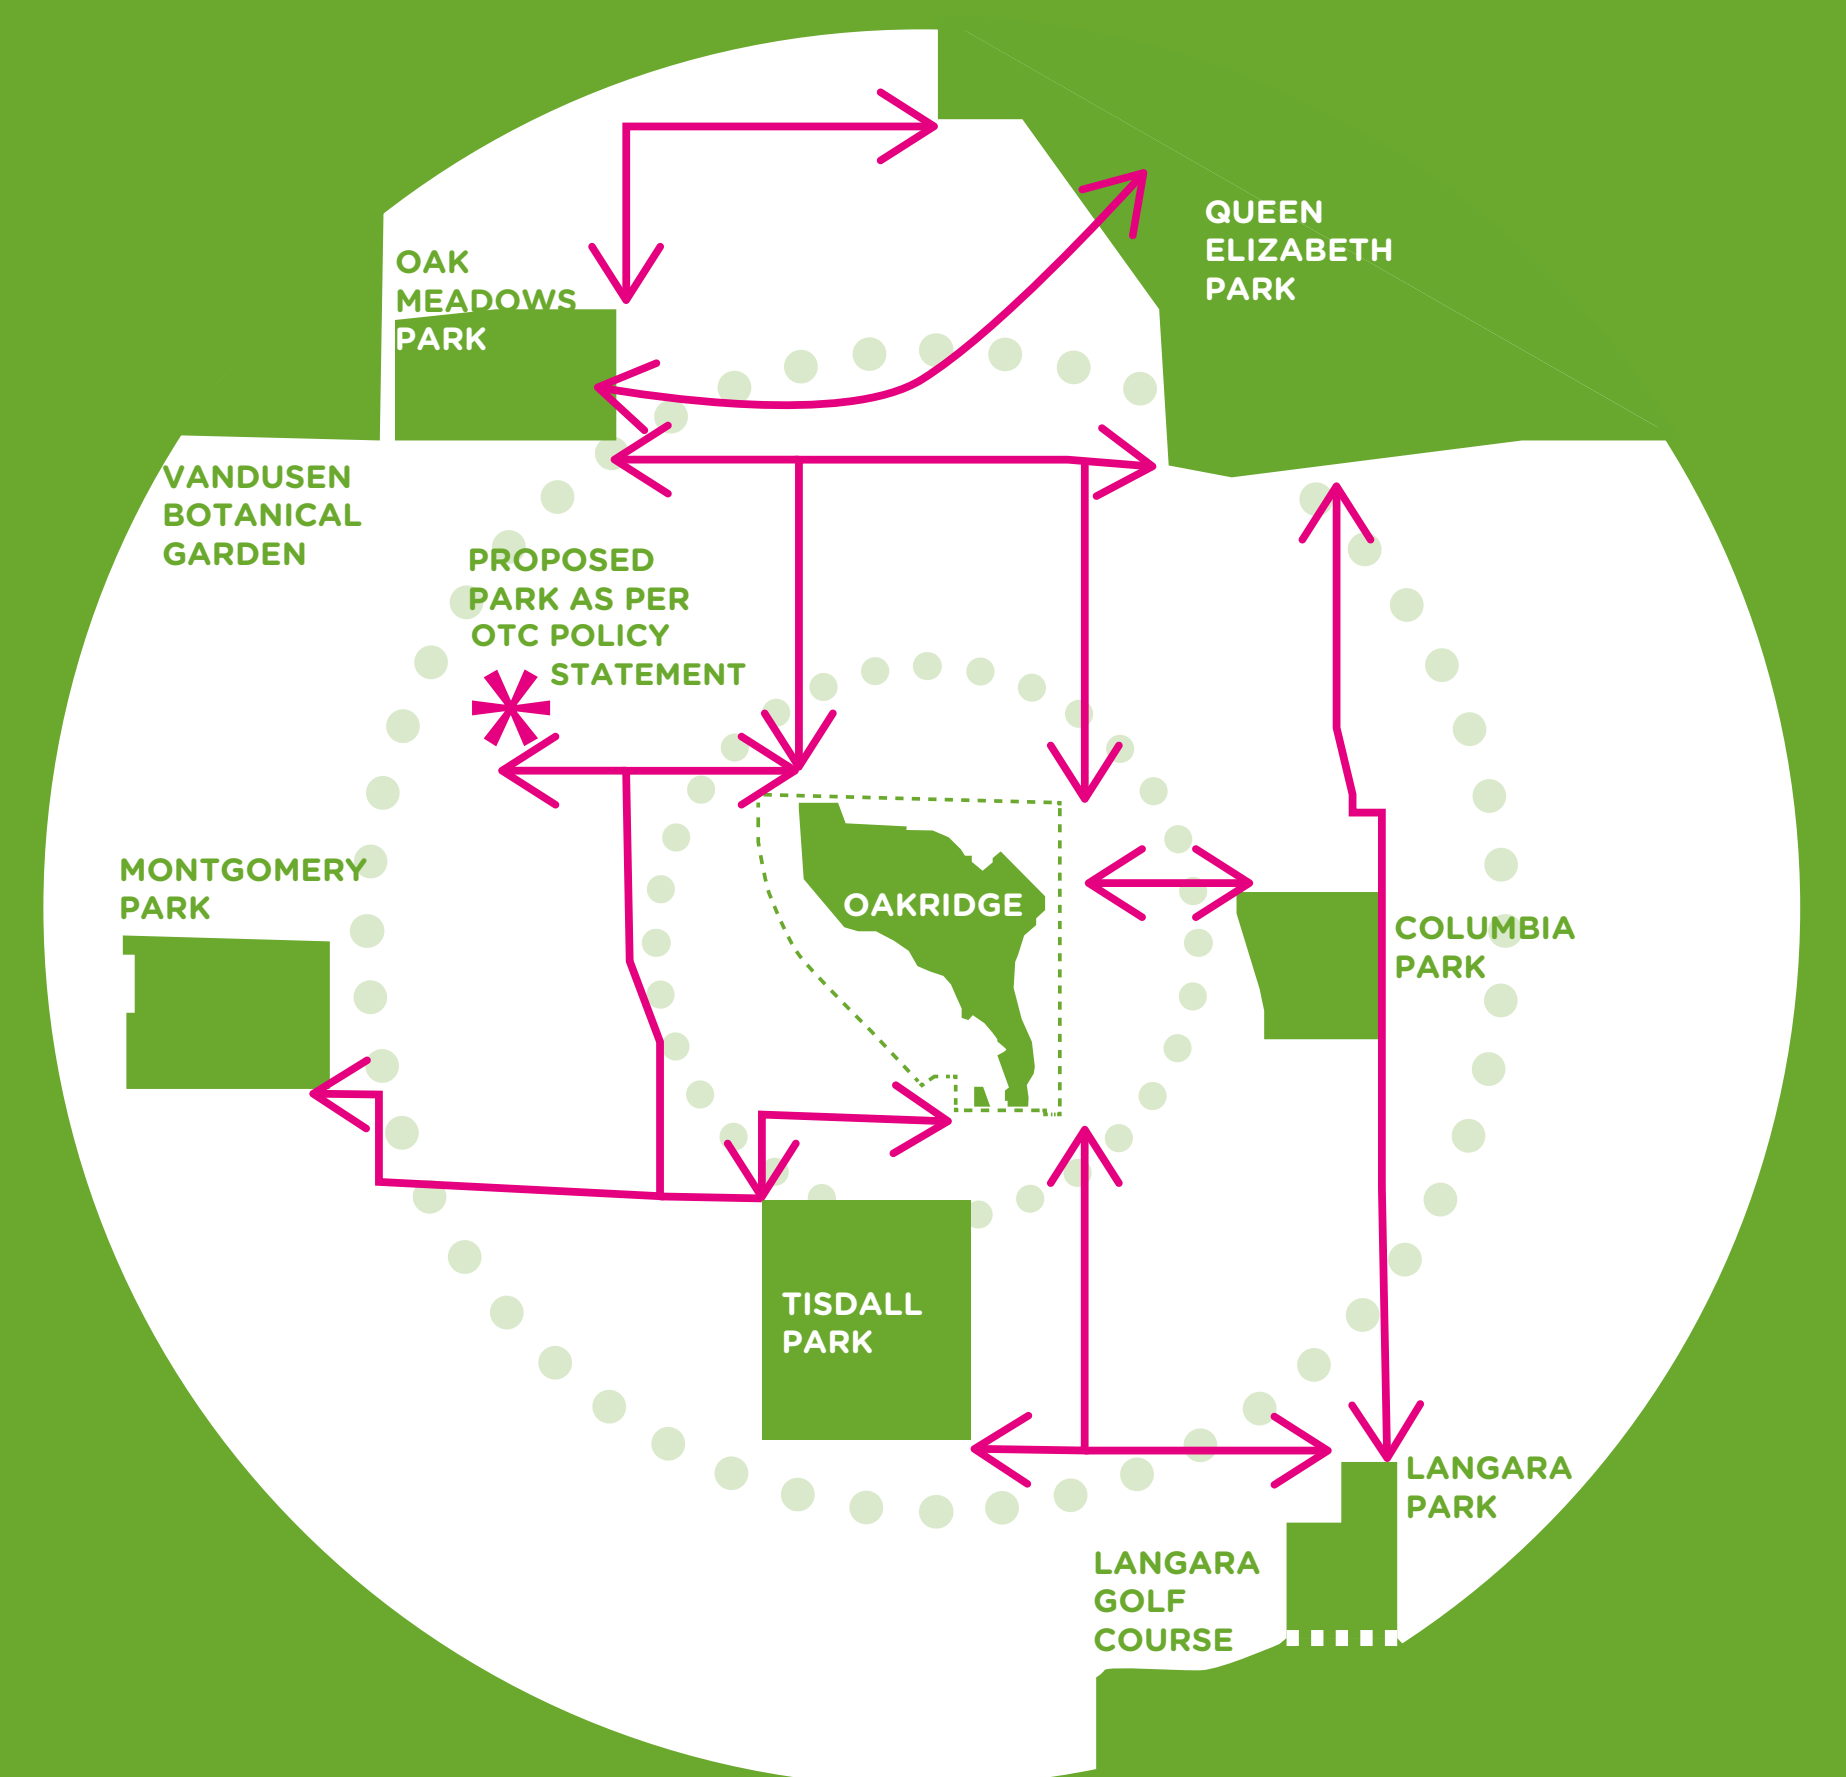 QUEEN
ELIZABETH
PARK
OAK
MEADOWS
PARK
VANDUSEN
BOTANICAL
GARDEN
PROPOSED
PARK AS PER
OTC POLICY
STATEMENT
MONTGOMERY
PARK
OAKRIDGE
COLUMBIA
PARK
TISDALL
PARK
LANGARA
PARK
LANGARA
GOLF
COURSE